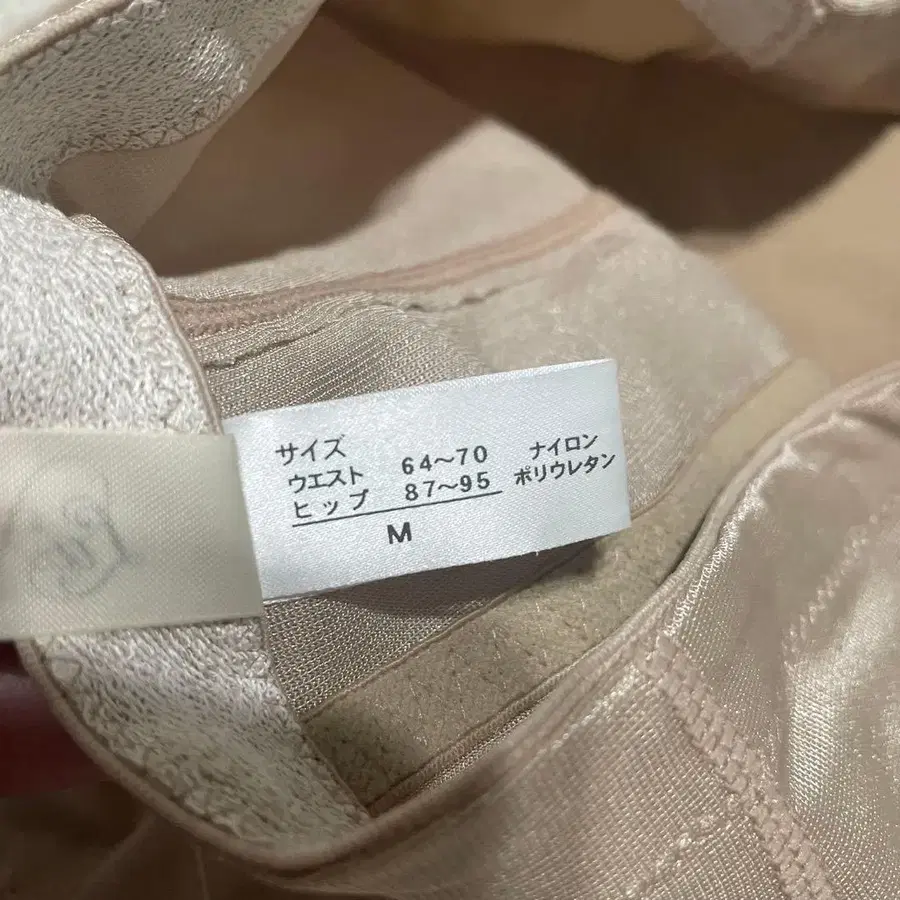 サイズ
ウエスト 64〜70
ヒップ 87〜95
M
ナイロン
ポリウレタン